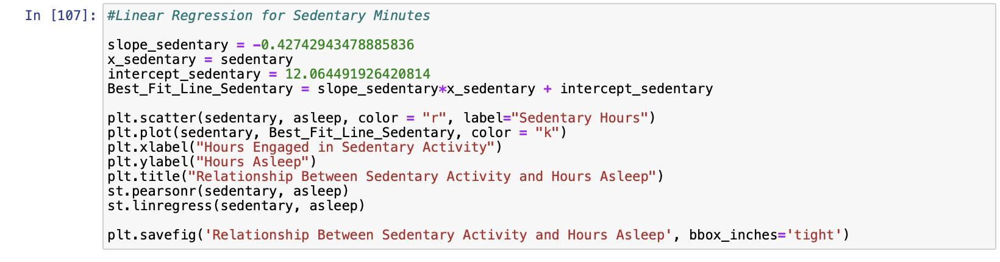 In [107]: #Linear Regression for Sedentary Minutes
slope_sedentary = -0.42742943478885836
x_sedentary = sedentary
intercept_sedentary = 12.064491926420814
Best_Fit_Line_Sedentary = slope_sedentary*x_sedentary + intercept_sedentary
plt.scatter(sedentary, asleep, color = "r", label="Sedentary Hours")
plt.plot(sedentary, Best_Fit_Line_Sedentary, color = "k")
plt.xlabel("Hours Engaged in Sedentary Activity")
plt.ylabel("Hours Asleep")
plt.title("Relationship Between Sedentary Activity and Hours Asleep")
st.pearsonr(sedentary, asleep)
st.linregress(sedentary, asleep)
plt.savefig('Relationship Between Sedentary Activity and Hours Asleep', bbox_inches='tight')